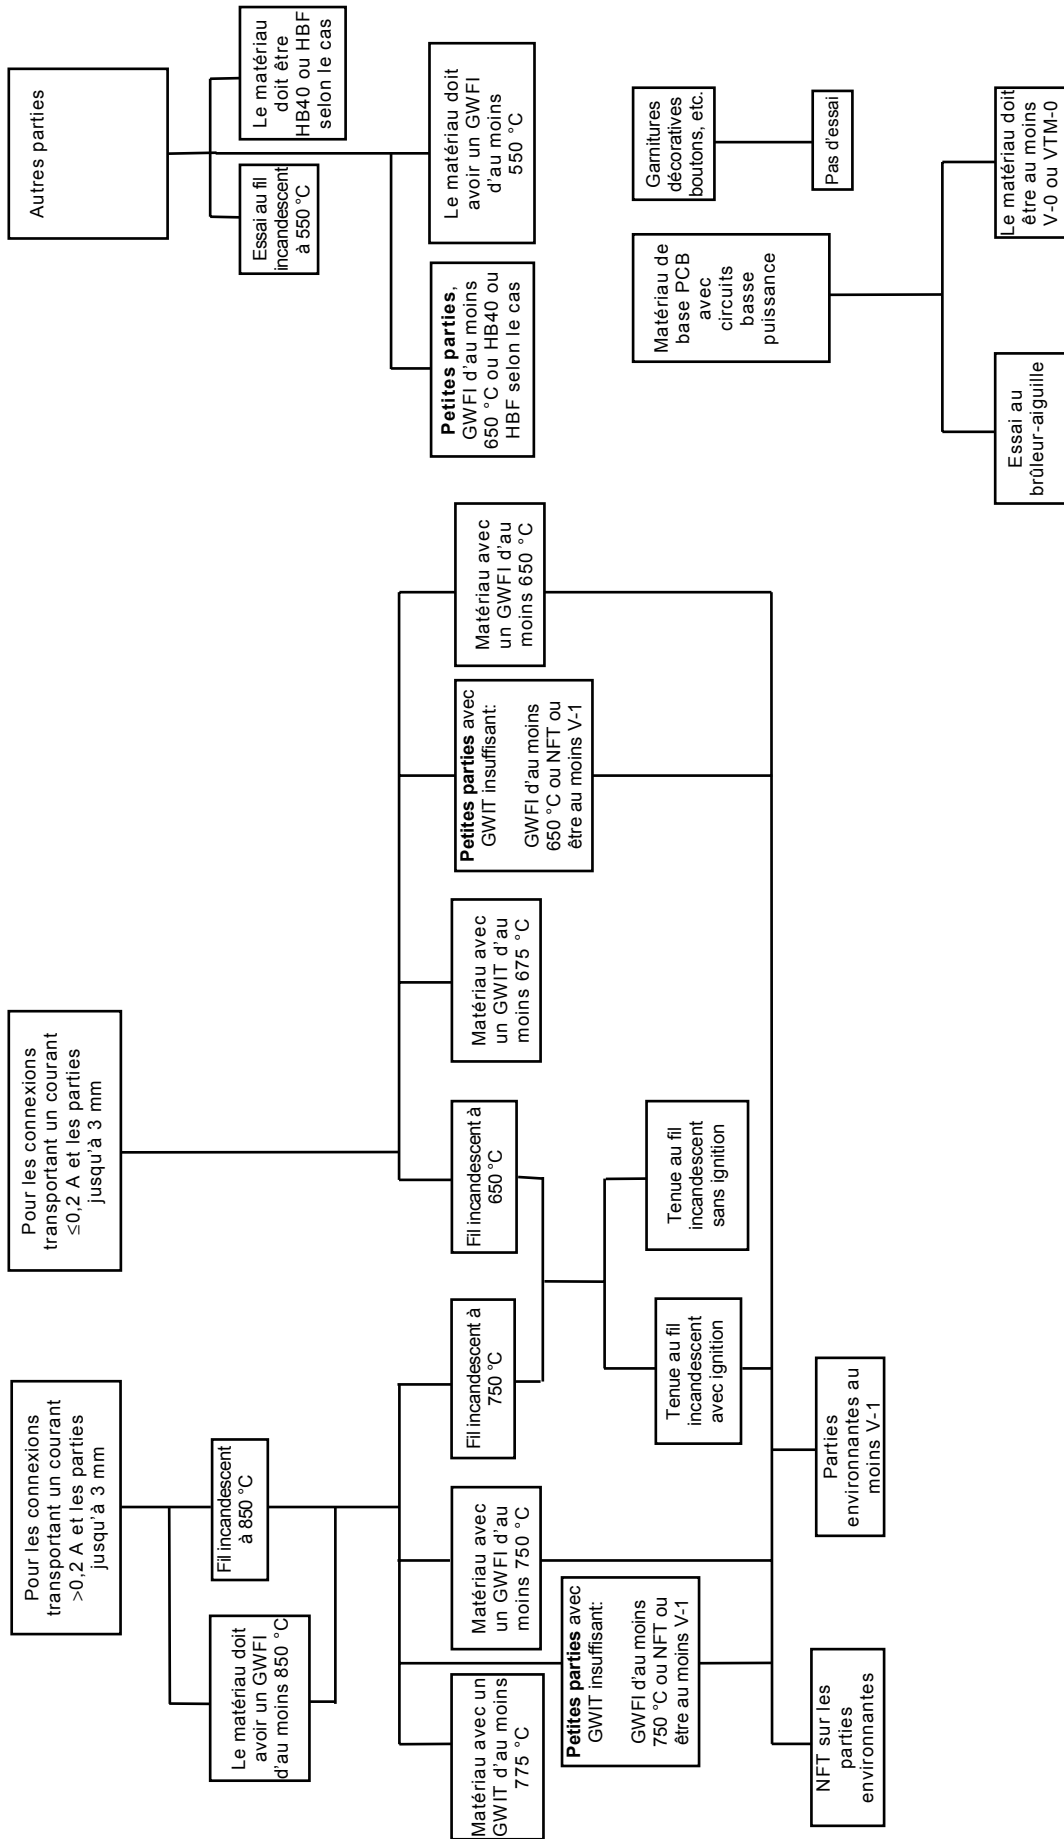 Pour les connexions
transportant un courant
>0,2 A et les parties
jusqu'à 3 mm
Le matériau doit
avoir un GWFI
d'au moins 850 °C
Fil incandescent
à 850 °C
Matériau avec un
GWIT d'au moins
775 °C
Petites parties avec
GWIT insuffisant:
GWFI d'au moins
750 °C ou NFT ou
être au moins V-1
Matériau avec
un GWFI d'au
moins 750 °C
Fil incandescent à
750 °C
Pour les connexions
transportant un courant
≤0,2 A et les parties
jusqu'à 3 mm
Fil incandescent à
650 °C
Matériau avec
un GWIT d'au
moins 675 °C
Petites parties avec
GWIT insuffisant:
GWFI d'au moins
650 °C ou NFT ou
être au moins V-1
Matériau avec
un GWFI d'au
moins 650 °C
Tenue au fil
incandescent
avec ignition
Tenue au fil
incandescent
sans ignition
NFT sur les
parties
environnantes
Parties
environnantes au
moins V-1
Autres parties
Essai au fil
incandescent
à 550 °C
Le matériau
doit être
HB40 ou HBF
selon le cas
Petites parties,
GWFI d'au moins
650 °C ou HB40 ou
HBF selon le cas
Le matériau doit
avoir un GWFI
d'au moins
550 °C
Matériau de
base PCB
avec
circuits
basse
puissance
Garnitures
décoratives
boutons, etc.
Pas d'essai
Essai au
brûleur-aiguille
Le matériau doit
être au moins
V-0 ou VTM-0